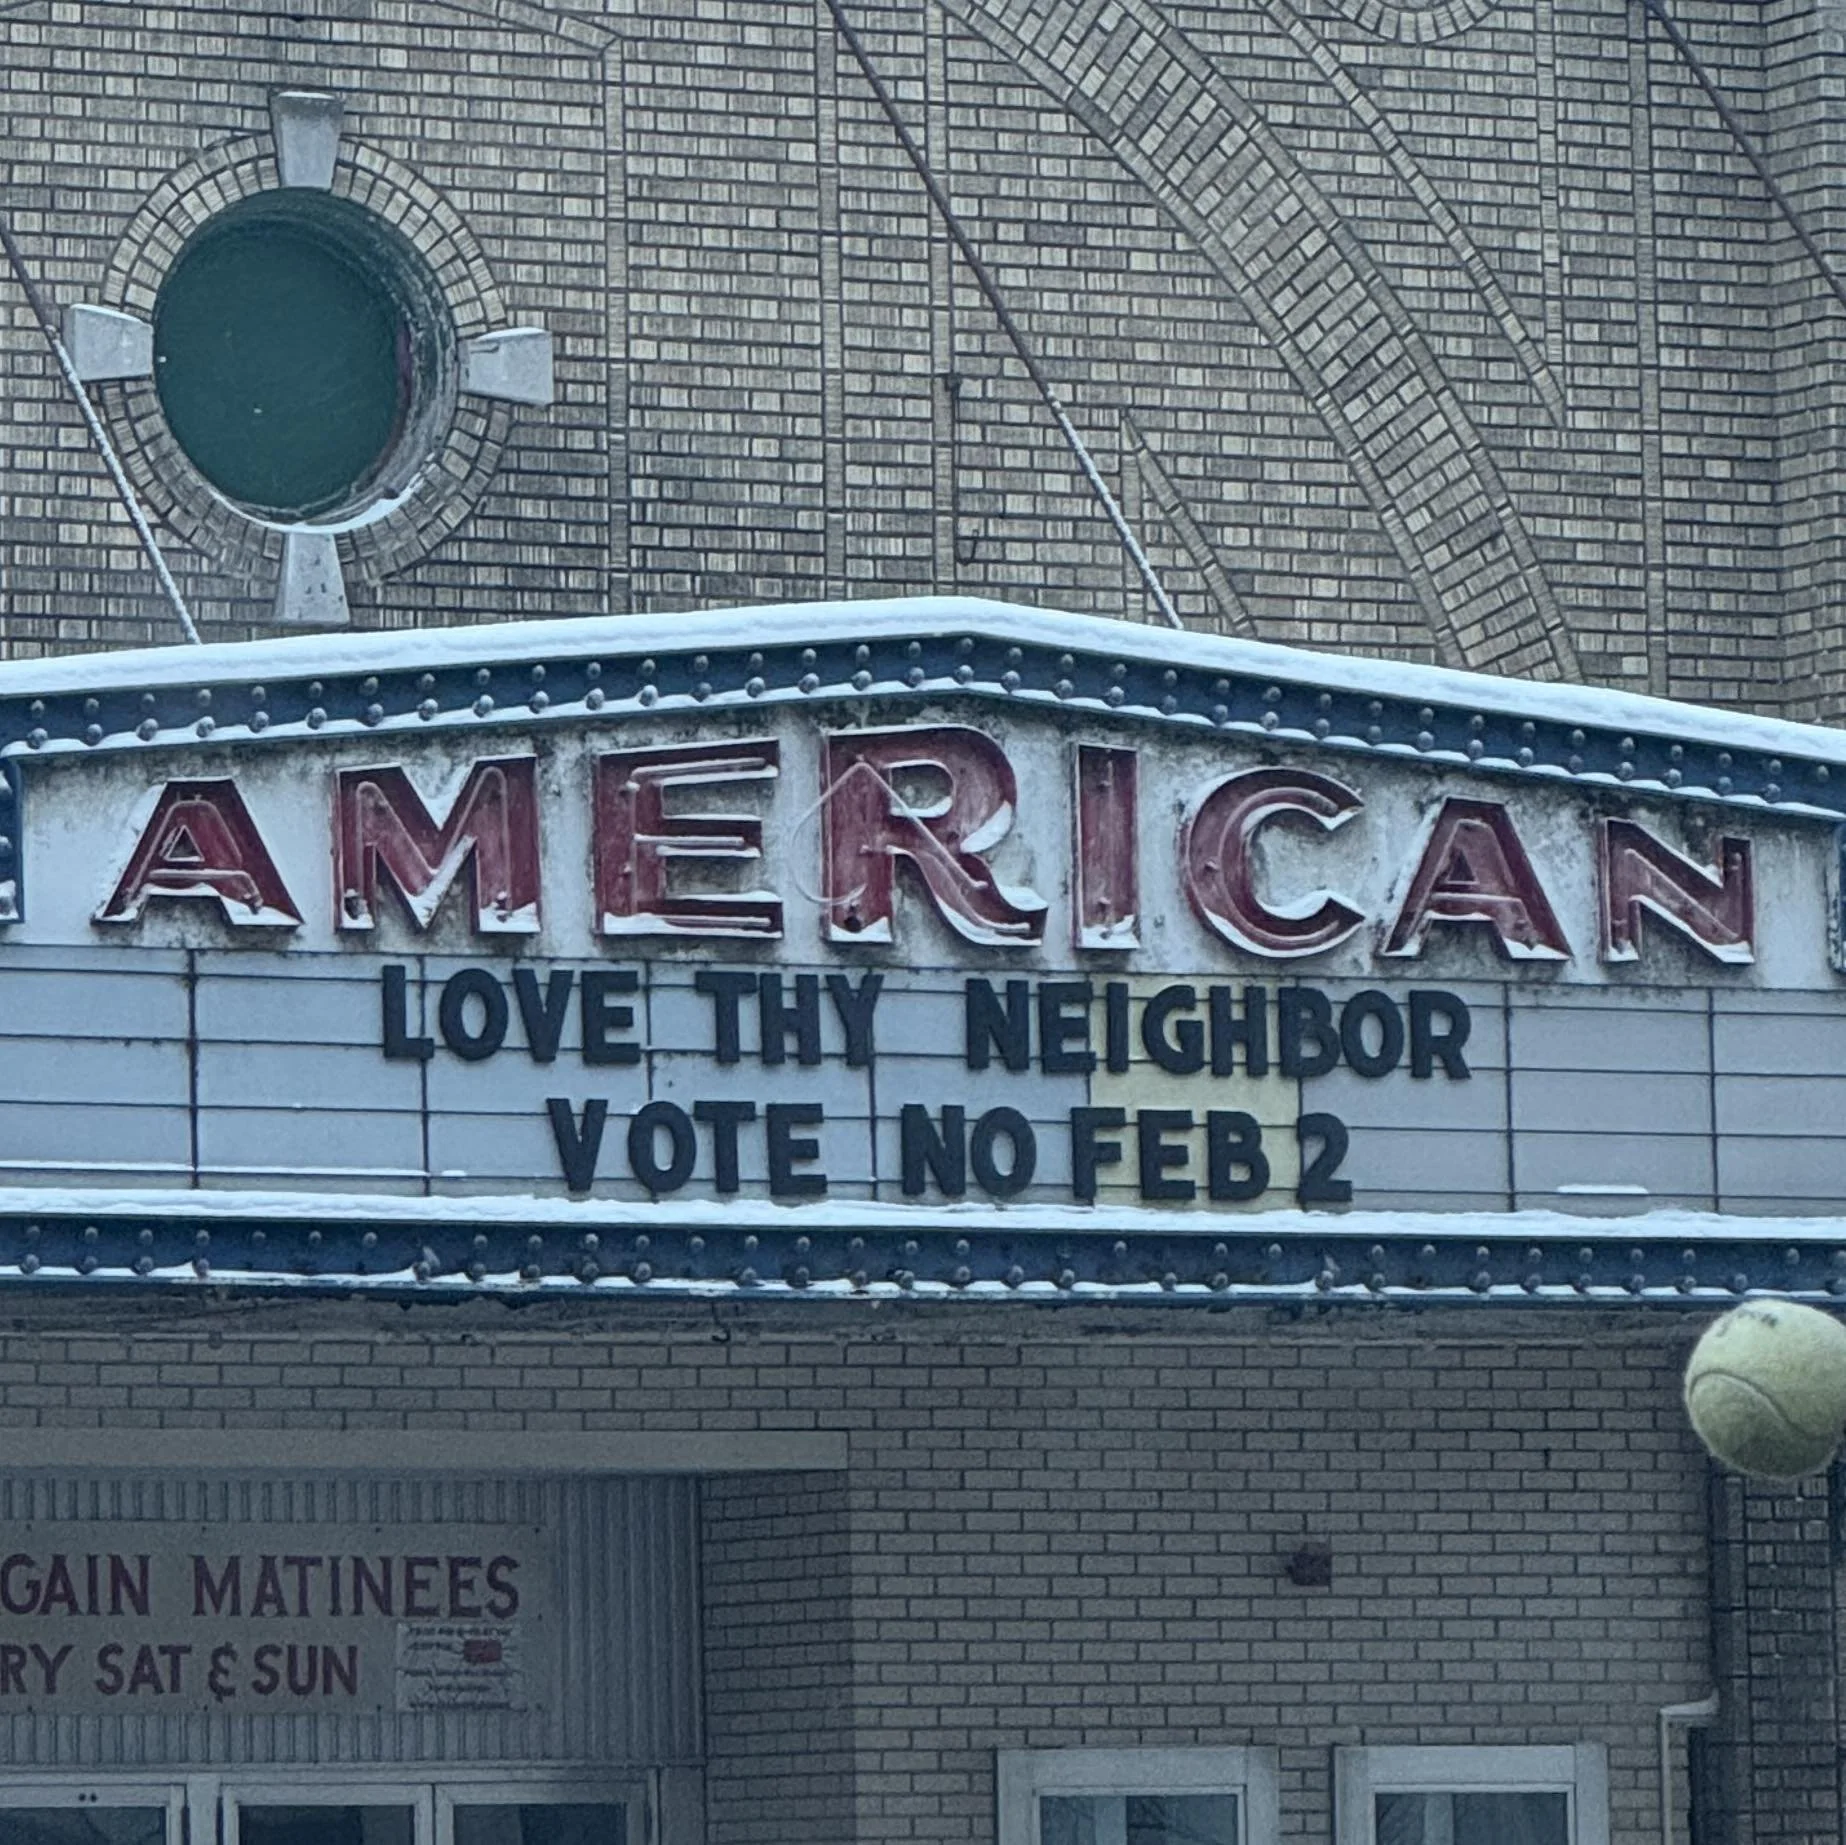 AMERICAN
LOVE THY NEIGHBOR
VOTE NO FEB 2
GAIN MATINEES
RY SAT & SUN